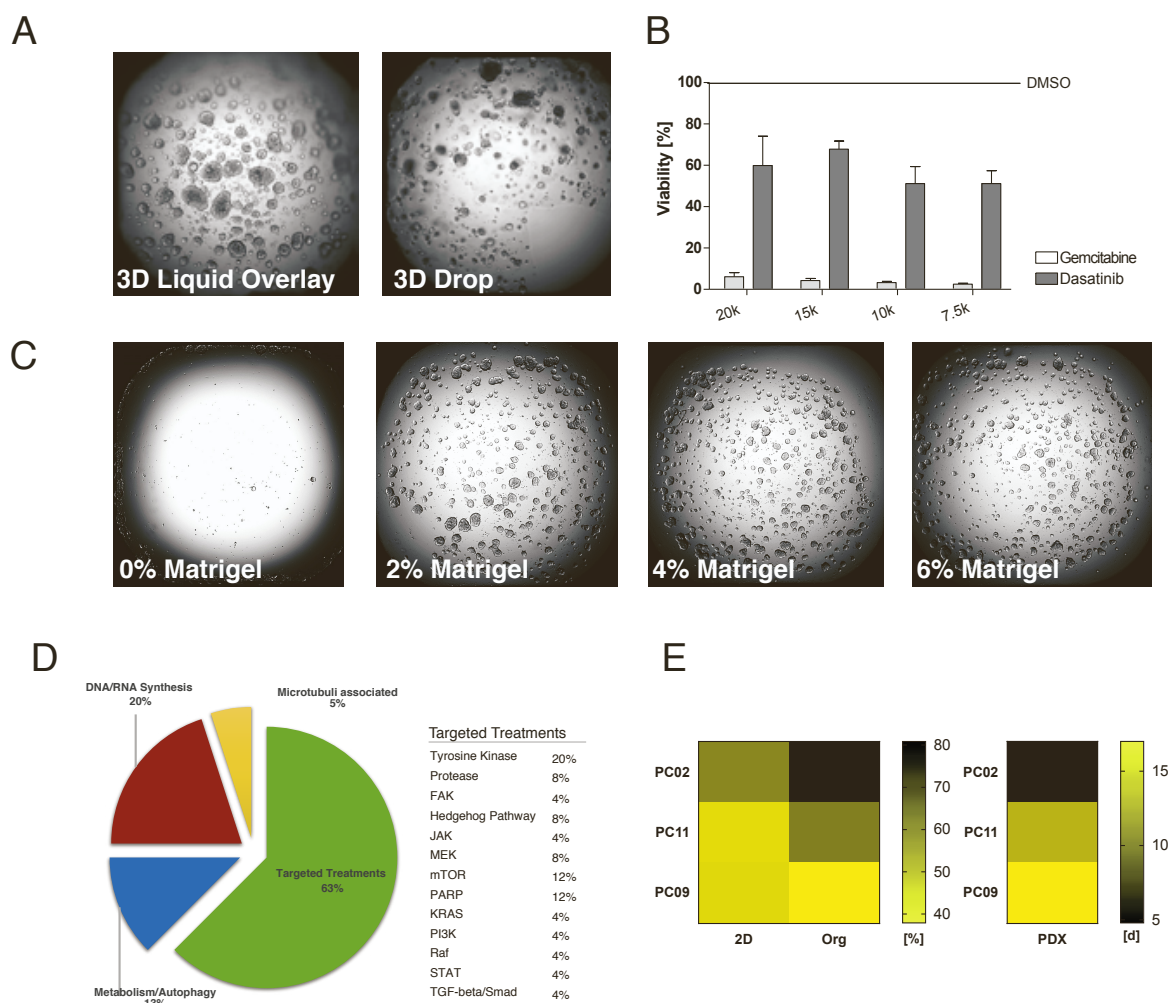 A
3D Liquid Overlay
3D Drop
B
Viability [%]
100
80
60
40
20
0
DMSO
20k
15k
10k
7.5k
Gemcitabine
Dasatinib
C
0% Matrigel
2% Matrigel
4% Matrigel
6% Matrigel
D
DNA/RNA Synthesis
20%
Microtubuli associated
5%
Targeted Treatments
63%
Metabolism/Autophagy
13%
Targeted Treatments
Tyrosine Kinase 20%
Protease 8%
FAK 4%
Hedgehog Pathway 8%
JAK 4%
MEK 8%
mTOR 12%
PARP 12%
KRAS 4%
PI3K 4%
Raf 4%
STAT 4%
TGF-beta/Smad 4%
E
PC02
PC11
PC09
2D
Org
80
70
60
50
40
[%]
PC02
PC11
PC09
PDX
15
10
5
[d]